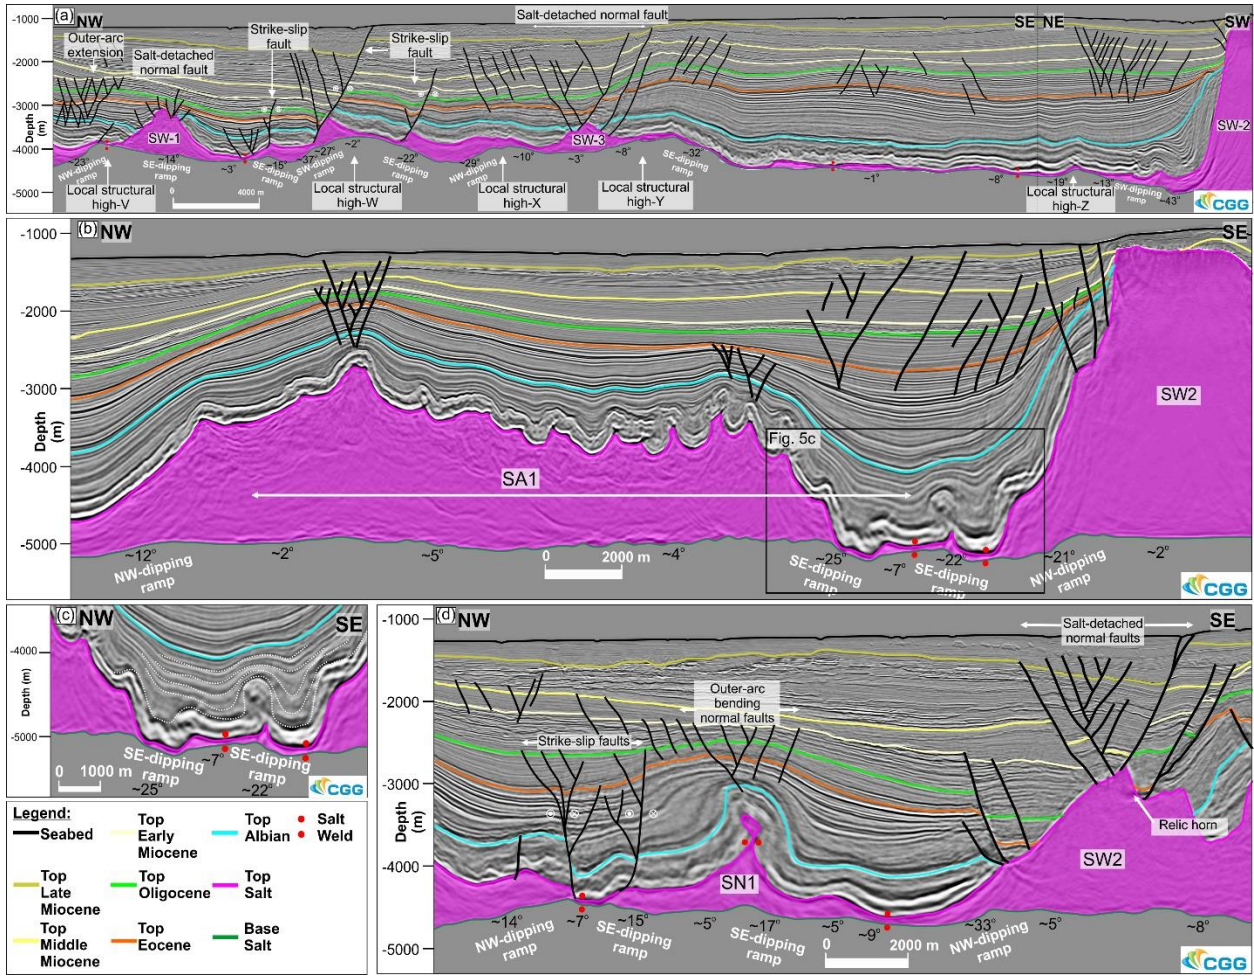 (a) NW
Salt-detached normal fault
SE NE
SW
-1000
-2000
-3000
-4000
-5000
Depth
(m)
Outer-arc
extension
Salt-detached
normal fault
Strike-slip
fault
Strike-slip
fault
SW-1
SW-3
SW-2
~23°
NW-dipping
ramp
~14°
SE-dipping
ramp
~3°
~15°
SE-dipping
ramp
~37°
~27°
SW-dipping
ramp
~2°
~22°
SE-dipping
ramp
~29°
NW-dipping
ramp
~10°
~3°
~8°
~32°
SE-dipping
ramp
~1°
~8°
~19°
~13°
SW-dipping
ramp
~43°
0 4000 m
Local structural
high-V
Local structural
high-W
Local structural
high-X
Local structural
high-Y
Local structural
high-Z
CGG
(b) NW
SE
-1000
-2000
-3000
-4000
-5000
Depth
(m)
SA1
SW2
Fig. 5c
~12°
NW-dipping
ramp
~2°
~5°
0 2000 m
~4°
~25°
SE-dipping
ramp
~7°
~22°
SE-dipping
ramp
~21°
NW-dipping
ramp
~2°
CGG
(c) NW
SE
-4000
-5000
Depth (m)
0 1000 m
SE-dipping
ramp
~25°
~7°
SE-dipping
ramp
~22°
CGG
Legend:
Seabed
Top
Early
Miocene
Top
Albian
Salt
Weld
Top
Late
Miocene
Top
Oligocene
Top
Salt
Top
Middle
Miocene
Top
Eocene
Base
Salt
(d) NW
SE
-1000
-2000
-3000
-4000
-5000
Depth
(m)
Salt-detached
normal faults
Outer-arc
bending
normal faults
Strike-slip faults
Relic horn
SN1
SW2
~14°
NW-dipping
ramp
~7°
~15°
SE-dipping
ramp
~5°
~17°
SE-dipping
ramp
~5°
~9°
~33°
NW-dipping
ramp
~5°
~8°
0 2000 m
CGG